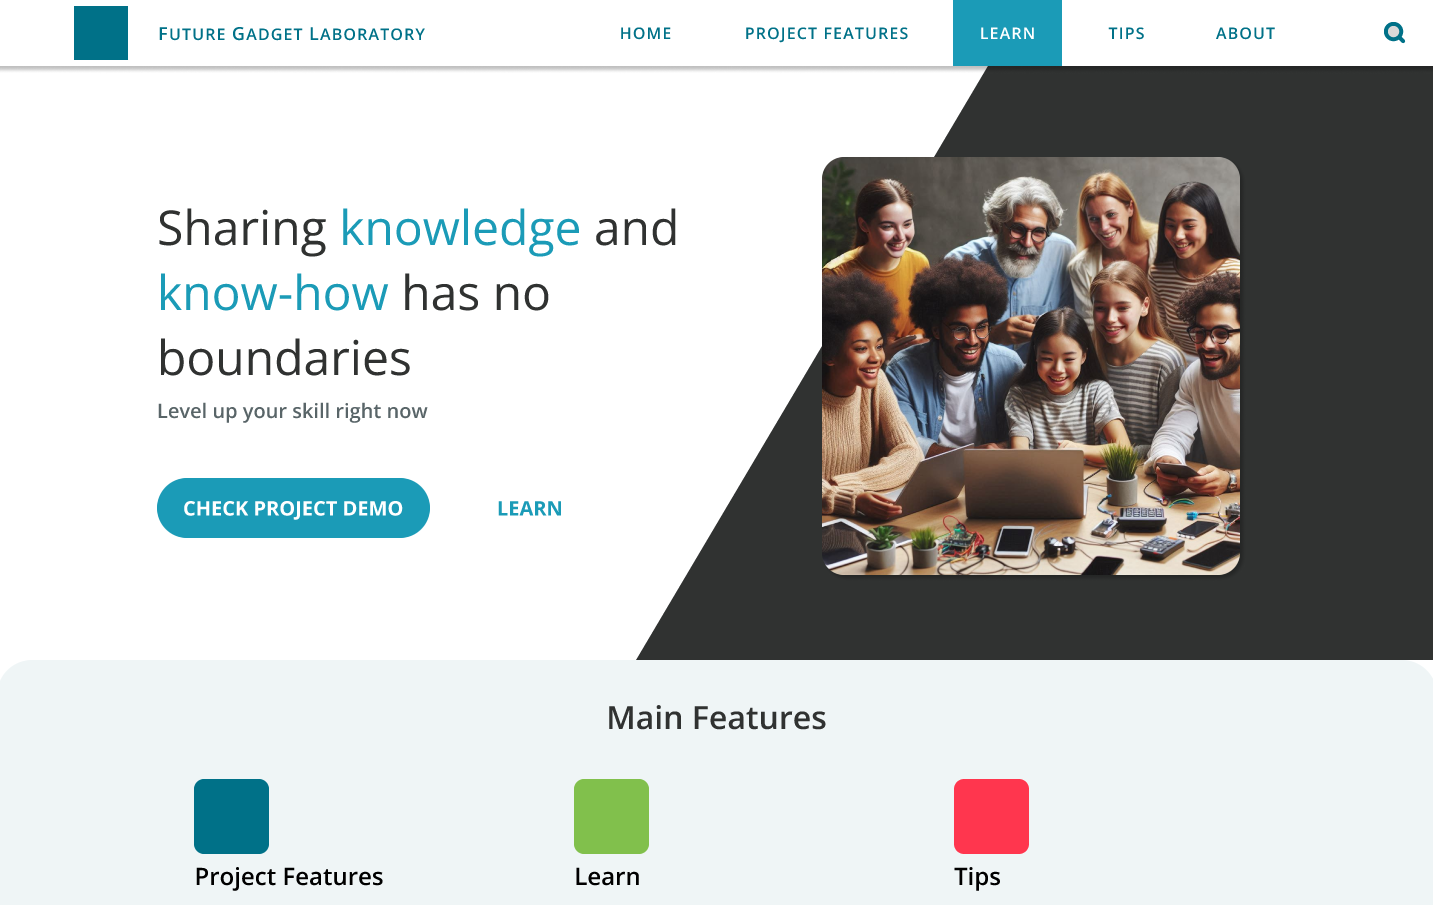 FUTURE GADGET LABORATORY
HOME
PROJECT FEATURES
LEARN
TIPS
ABOUT
Sharing knowledge and
know-how has no
boundaries
Level up your skill right now
CHECK PROJECT DEMO
LEARN
Main Features
Project Features
Learn
Tips